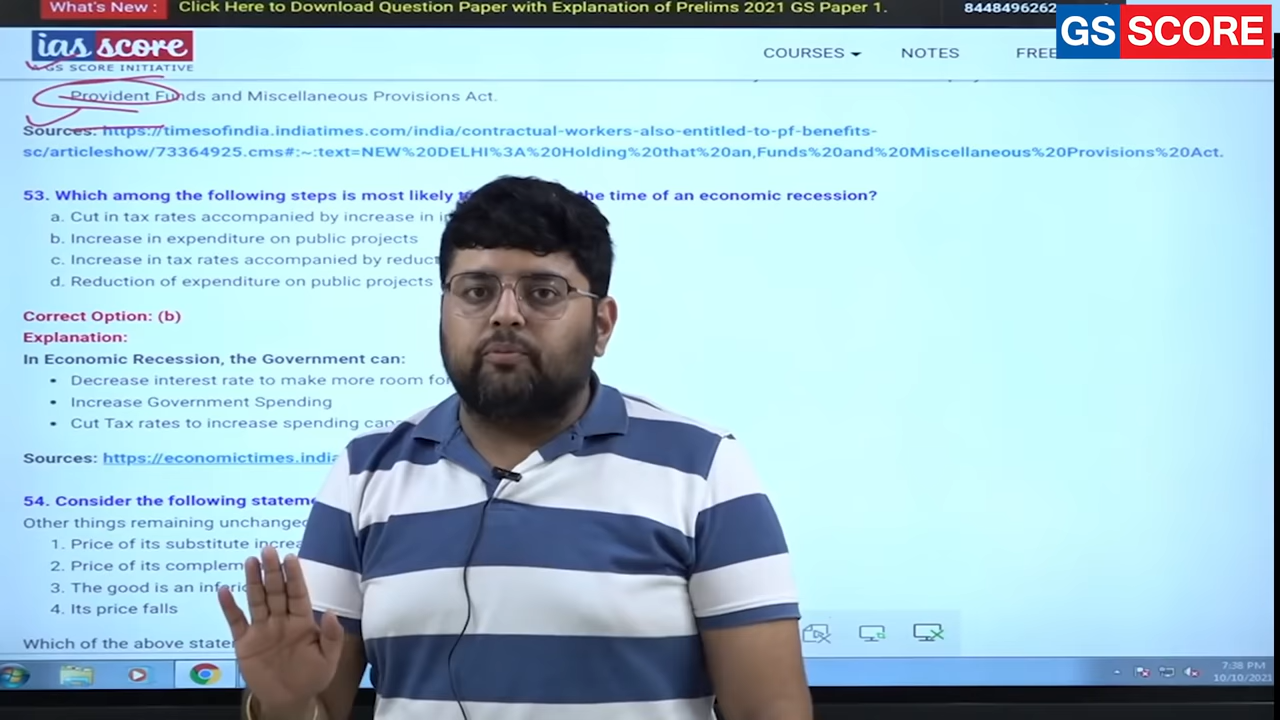 What's New :
Click Here to Download Question Paper with Explanation of Prelims 2021 GS Paper 1.
8448496262
GS SCORE
ias score
A GS SCORE INITIATIVE
COURSES
NOTES
FREE
Provident Funds and Miscellaneous Provisions Act.
Sources: https://timesofindia.indiatimes.com/india/contractual-workers-also-entitled-to-pf-benefits-
sc/articleshow/73364925.cms#:~:text=NEW%20DELHI%3A%20Holding%20that%20an,Funds%20and%20Miscellaneous%20Provisions%20Act.
53. Which among the following steps is most likely the time of an economic recession?
a. Cut in tax rates accompanied by increase in
b. Increase in expenditure on public projects
c. Increase in tax rates accompanied by
d. Reduction of expenditure on public projects
Correct Option: (b)
Explanation:
In Economic Recession, the Government can:
• Decrease interest rate to make more room
• Increase Government Spending
• Cut Tax rates to increase spending
Sources: https://economictimes.india
54. Consider the following
Other things remaining unchanged
1. Price of its substitute
2. Price of its
3. The good is an
4. Its price falls
Which of the above
7:38 PM
10/10/2021